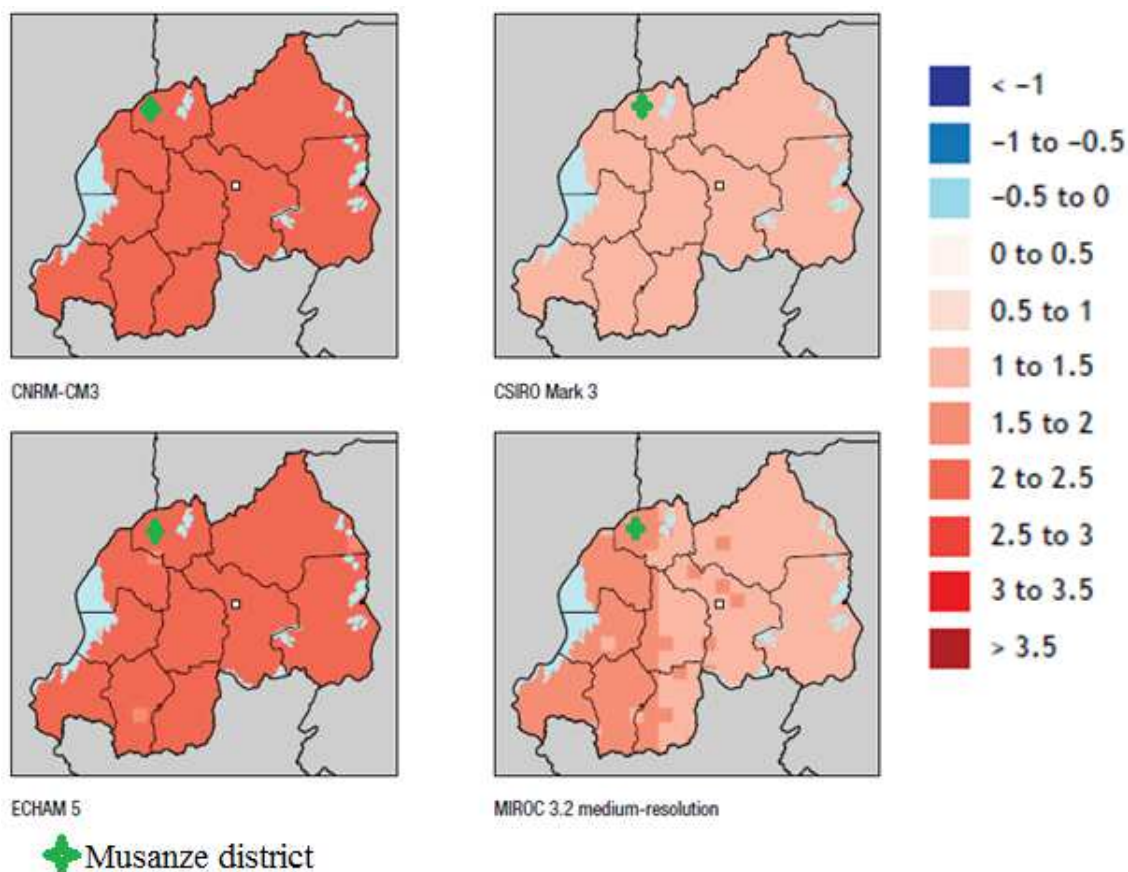 CNRM-CM3
CSIRO Mark 3
ECHAM 5
MIROC 3.2 medium-resolution
Musanze district
< –1
–1 to –0.5
–0.5 to 0
0 to 0.5
0.5 to 1
1 to 1.5
1.5 to 2
2 to 2.5
2.5 to 3
3 to 3.5
> 3.5